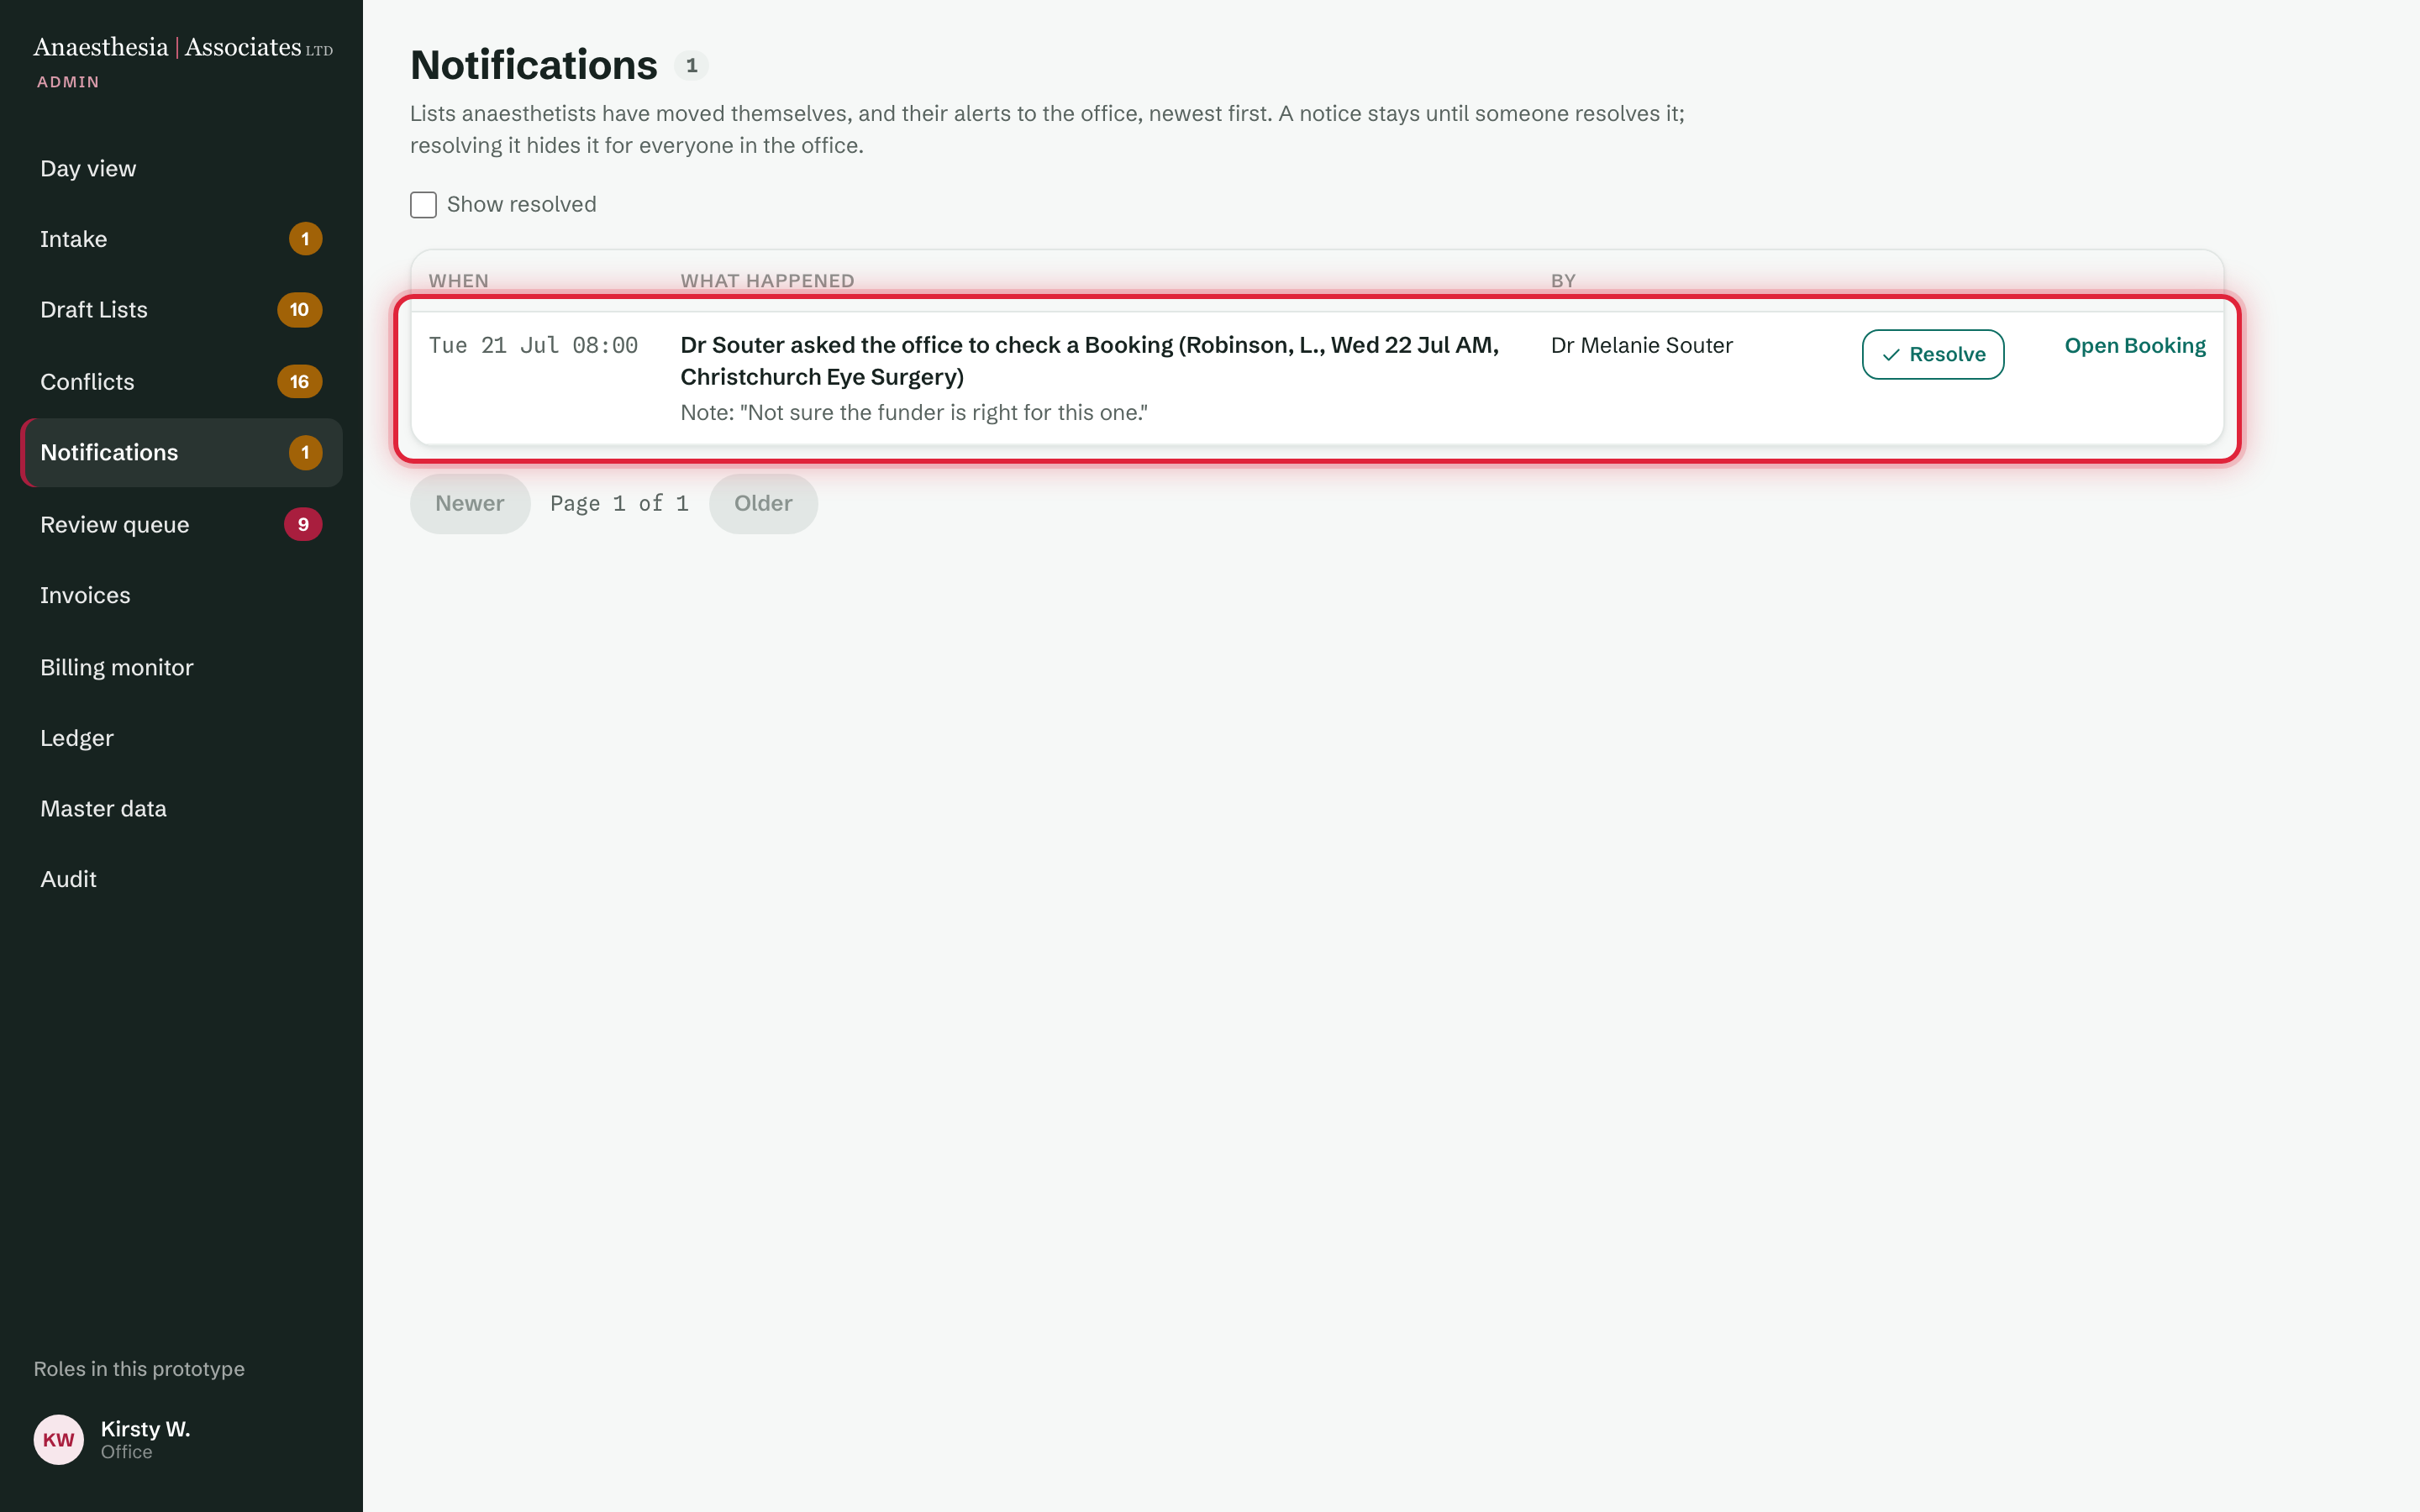 Anaesthesia | Associates LTD
ADMIN
Day view
Intake 1
Draft Lists 10
Conflicts 16
Notifications 1
Review queue 9
Invoices
Billing monitor
Ledger
Master data
Audit
Roles in this prototype
KW
Kirsty W.
Office
Notifications 1
Lists anaesthetists have moved themselves, and their alerts to the office, newest first. A notice stays until someone resolves it;
resolving it hides it for everyone in the office.
Show resolved
WHEN WHAT HAPPENED BY
Tue 21 Jul 08:00 Dr Souter asked the office to check a Booking (Robinson, L., Wed 22 Jul AM, Dr Melanie Souter Resolve Open Booking
Christchurch Eye Surgery)
Note: "Not sure the funder is right for this one."
Newer Page 1 of 1 Older